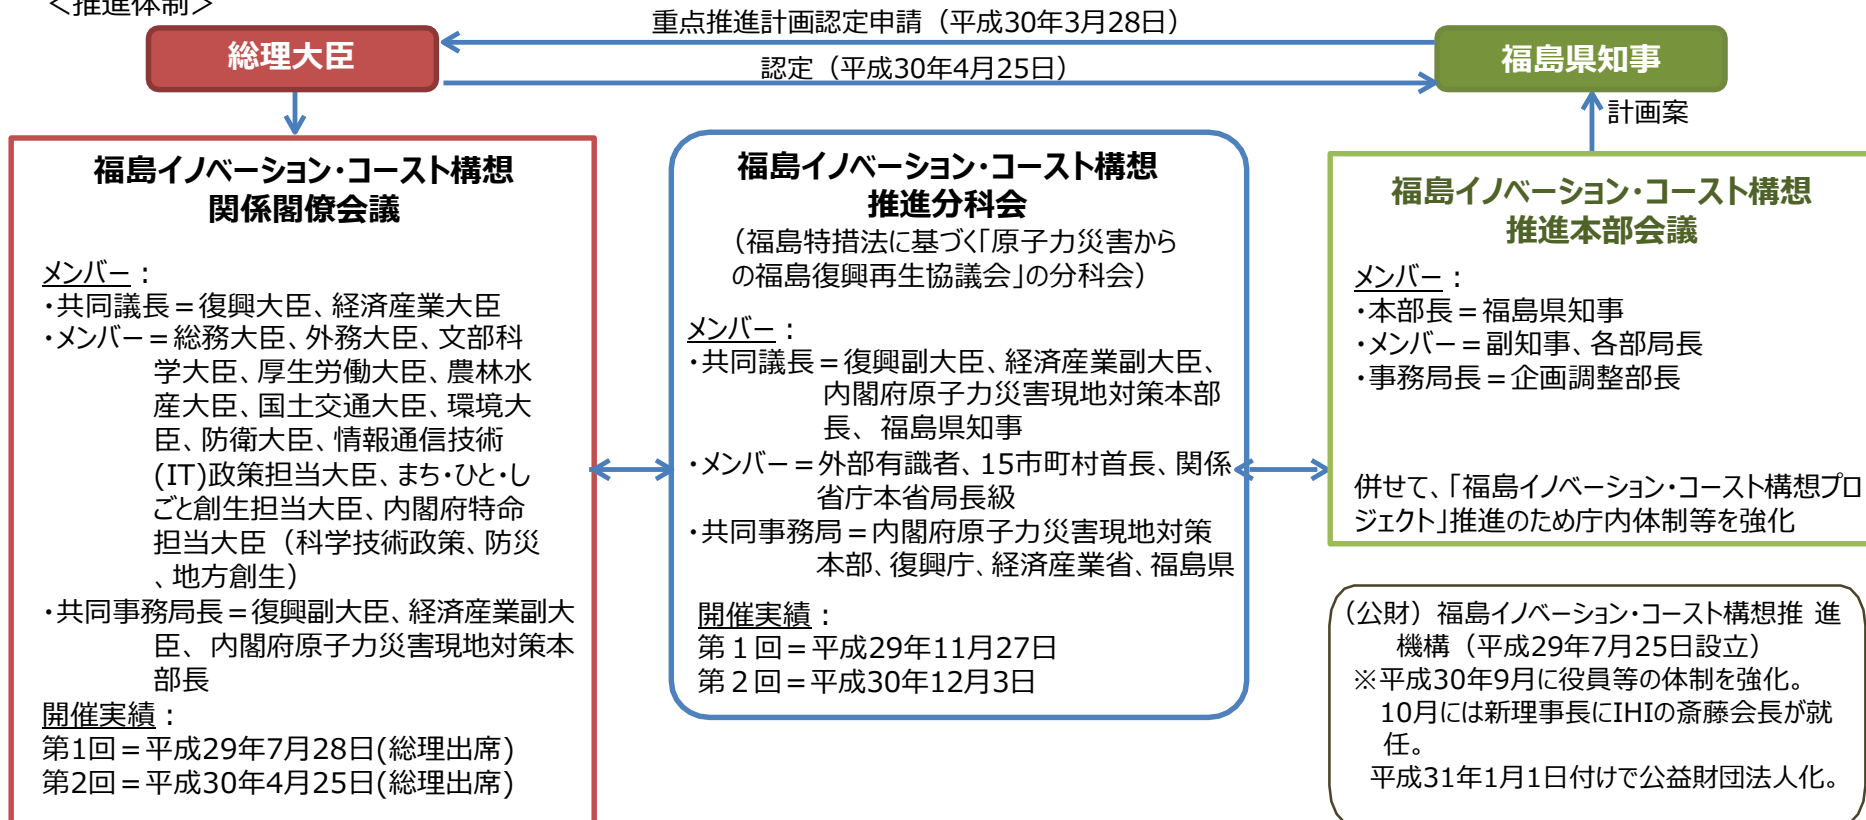 ＜推進体制＞
重点推進計画認定申請（平成30年3月28日）
総理大臣
福島県知事
認定（平成30年4月25日）
計画案
福島イノベーション・コースト構想
関係閣僚会議
メンバー：
・共同議長＝復興大臣、経済産業大臣
・メンバー＝総務大臣、外務大臣、文部科
学大臣、厚生労働大臣、農林水
産大臣、国土交通大臣、環境大
臣、防衛大臣、情報通信技術
(IT)政策担当大臣、まち・ひと・し
ごと創生担当大臣、内閣府特命
担当大臣（科学技術政策、防災
、地方創生）
・共同事務局長＝復興副大臣、経済産業副大
臣、内閣府原子力災害現地対策本
部長
開催実績：
第1回＝平成29年7月28日(総理出席)
第2回＝平成30年4月25日(総理出席)
福島イノベーション・コースト構想
推進分科会
（福島特措法に基づく「原子力災害から
の福島復興再生協議会」の分科会）
メンバー：
・共同議長＝復興副大臣、経済産業副大臣、
内閣府原子力災害現地対策本部
長、福島県知事
・メンバー＝外部有識者、15市町村首長、関係
省庁本省局長級
・共同事務局＝内閣府原子力災害現地対策
本部、復興庁、経済産業省、福島県
開催実績：
第１回＝平成29年11月27日
第２回＝平成30年12月3日
福島イノベーション・コースト構想
推進本部会議
メンバー：
・本部長＝福島県知事
・メンバー＝副知事、各部局長
・事務局長＝企画調整部長
併せて、「福島イノベーション・コースト構想プロ
ジェクト」推進のため庁内体制等を強化
（公財）福島イノベーション・コースト構想推 進
機構（平成29年7月25日設立）
※平成30年9月に役員等の体制を強化。
10月には新理事長にIHIの斎藤会長が就
任。
平成31年1月1日付けで公益財団法人化。